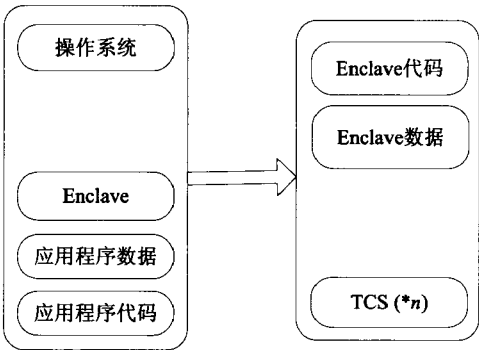 操作系统
Enclave
应用程序数据
应用程序代码
Enclave代码
Enclave数据
TCS (*n)